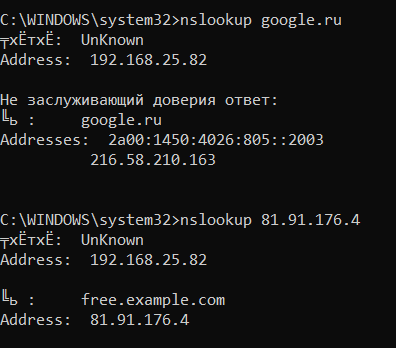 C:\WINDOWS\system32>nslookup google.ru
╤хЁтхЁ:  UnKnown
Address:  192.168.25.82
Не заслуживающий доверия ответ:
╚ь :     google.ru
Addresses:  2a00:1450:4026:805::2003
216.58.210.163
C:\WINDOWS\system32>nslookup 81.91.176.4
╤хЁтхЁ:  UnKnown
Address:  192.168.25.82
╚ь :     free.example.com
Address:  81.91.176.4